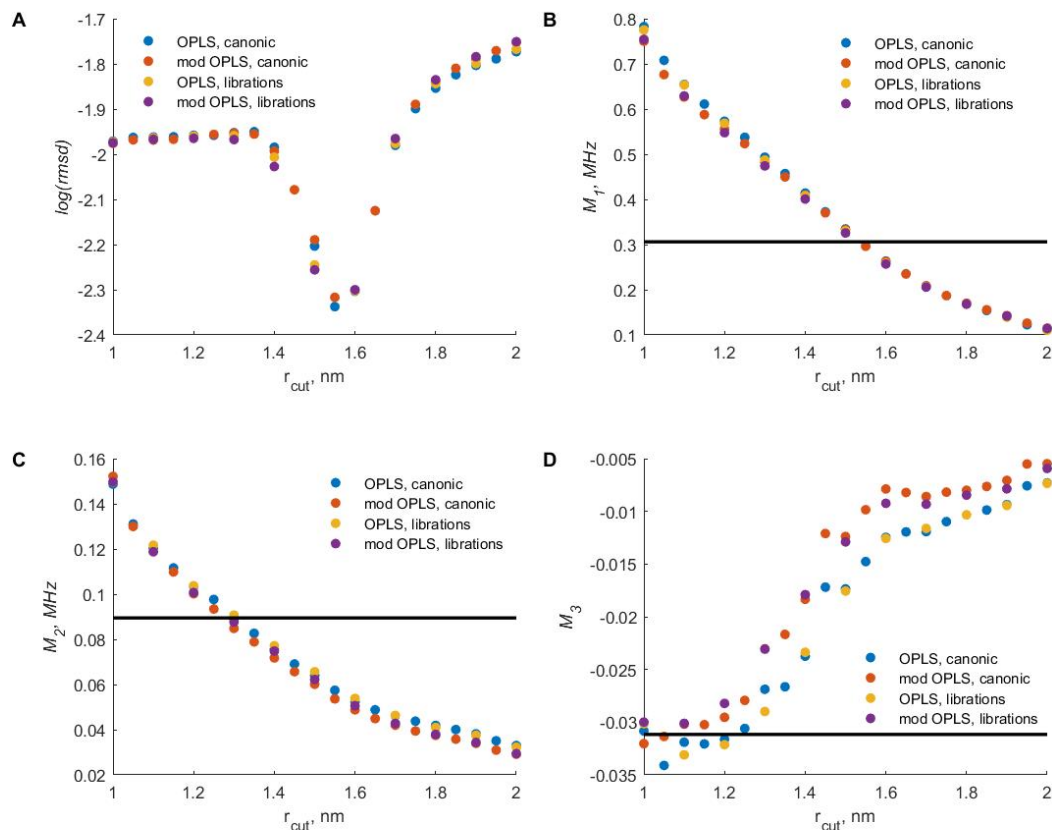 A
-1.7
-1.8
-1.9
-2
-2.1
-2.2
-2.3
-2.4
log(rmsd)
OPLS, canonic
mod OPLS, canonic
OPLS, librations
mod OPLS, librations
1 1.2 1.4 1.6 1.8 2
r_cut, nm
B
0.8
0.7
0.6
0.5
0.4
0.3
0.2
0.1
M_1, MHz
OPLS, canonic
mod OPLS, canonic
OPLS, librations
mod OPLS, librations
1 1.2 1.4 1.6 1.8 2
r_cut, nm
C
0.16
0.14
0.12
0.1
0.08
0.06
0.04
0.02
M_2, MHz
OPLS, canonic
mod OPLS, canonic
OPLS, librations
mod OPLS, librations
1 1.2 1.4 1.6 1.8 2
r_cut, nm
D
-0.005
-0.01
-0.015
-0.02
-0.025
-0.03
-0.035
M_3
OPLS, canonic
mod OPLS, canonic
OPLS, librations
mod OPLS, librations
1 1.2 1.4 1.6 1.8 2
r_cut, nm